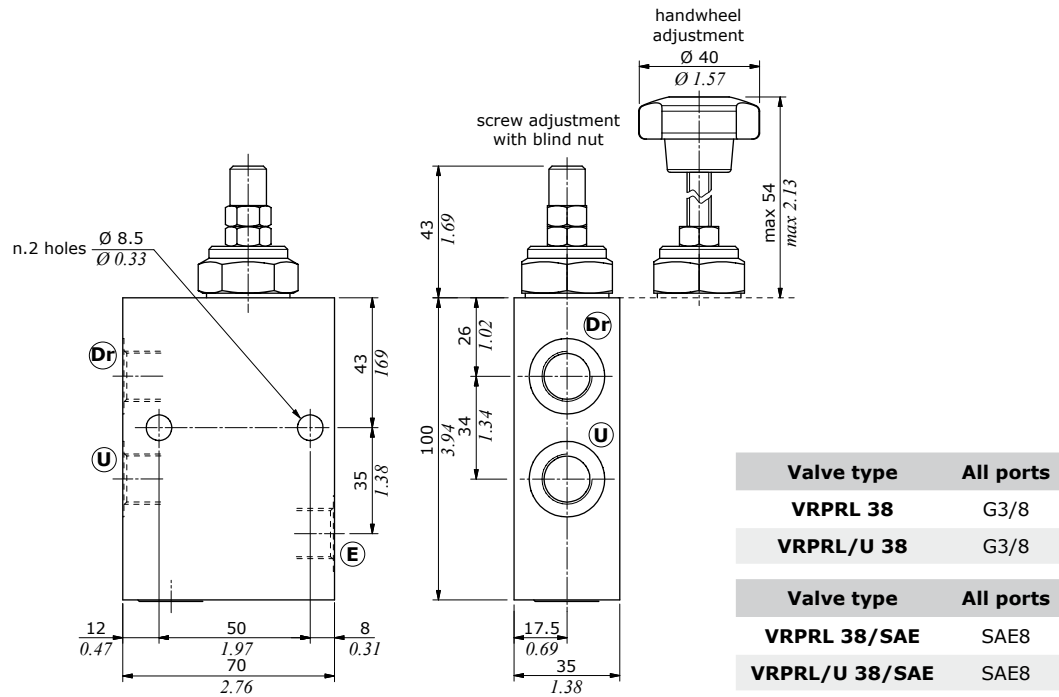 handwheel
adjustment
Ø 40
Ø 1.57
screw adjustment
with blind nut
max 54
max 2.13
43
1.69
n.2 holes
Ø 8.5
Ø 0.33
Dr
U
E
43
169
35
1.38
12
0.47
50
1.97
8
0.31
70
2.76
100
3.94
26
1.02
34
1.34
Dr
U
17.5
0.69
35
1.38
Valve type All ports
VRPRL 38 G3/8
VRPRL/U 38 G3/8
Valve type All ports
VRPRL 38/SAE SAE8
VRPRL/U 38/SAE SAE8